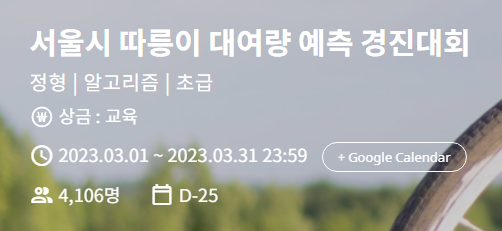 서울시 따릉이 대여량 예측 경진대회
정형 | 알고리즘 | 초급
₩ 상금 : 교육
2023.03.01 ~ 2023.03.31 23:59 + Google Calendar
4,106명 D-25